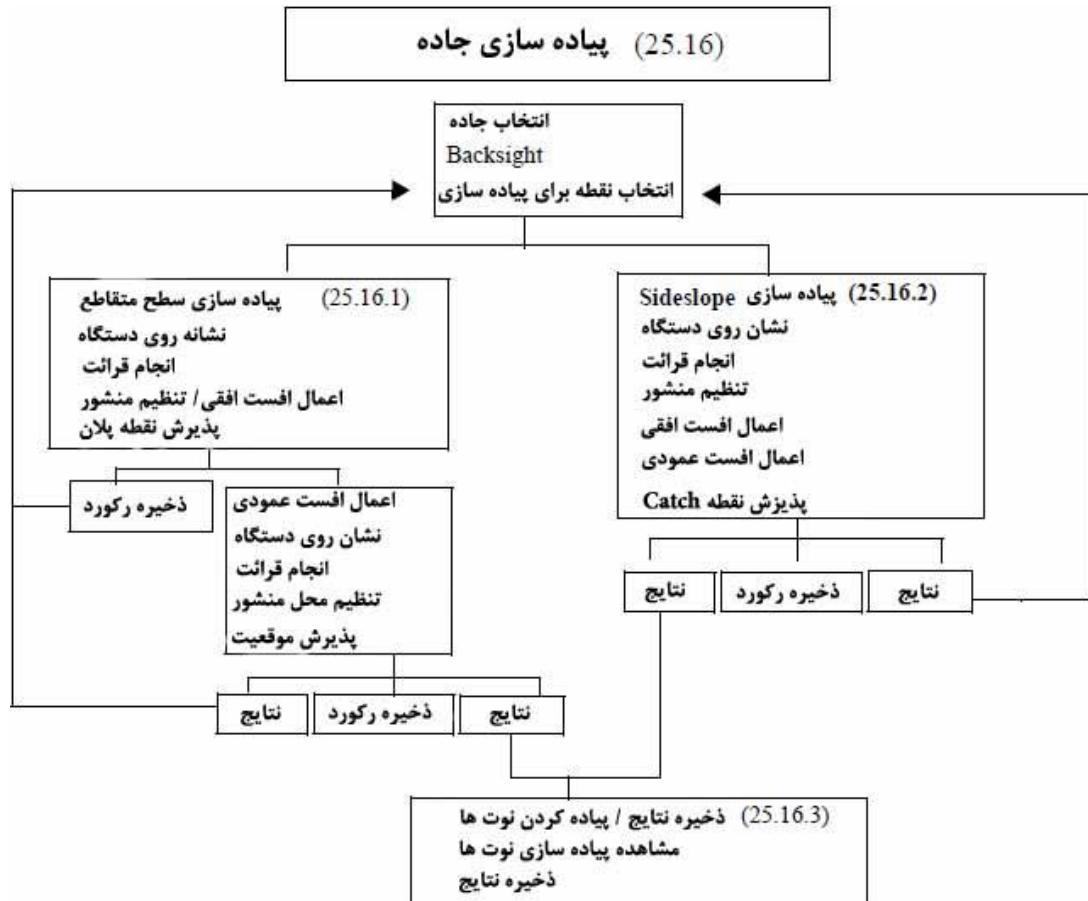 پیاده سازی جاده (25.16)
انتخاب جاده
Backsight
انتخاب نقطه برای پیاده سازی
پیاده سازی سطح متقاطع (25.16.1)
نشانه روی دستگاه
انجام قرائت
اعمال افست افقی / تنظیم منشور
پذیرش نقطه پلان
پیاده سازی Sideslope (25.16.2)
نشان روی دستگاه
انجام قرائت
تنظیم منشور
اعمال افست افقی
اعمال افست عمودی
پذیزش نقطه Catch
ذخیره رکورد
اعمال افست عمودی
نشان روی دستگاه
انجام قرائت
تنظیم محل منشور
پذیرش موقعیت
نتایج
ذخیره رکورد
نتایج
نتایج
ذخیره رکورد
نتایج
ذخیره نتایج / پیاده کردن نوت ها (25.16.3)
مشاهده پیاده سازی نوت ها
ذخیره نتایج